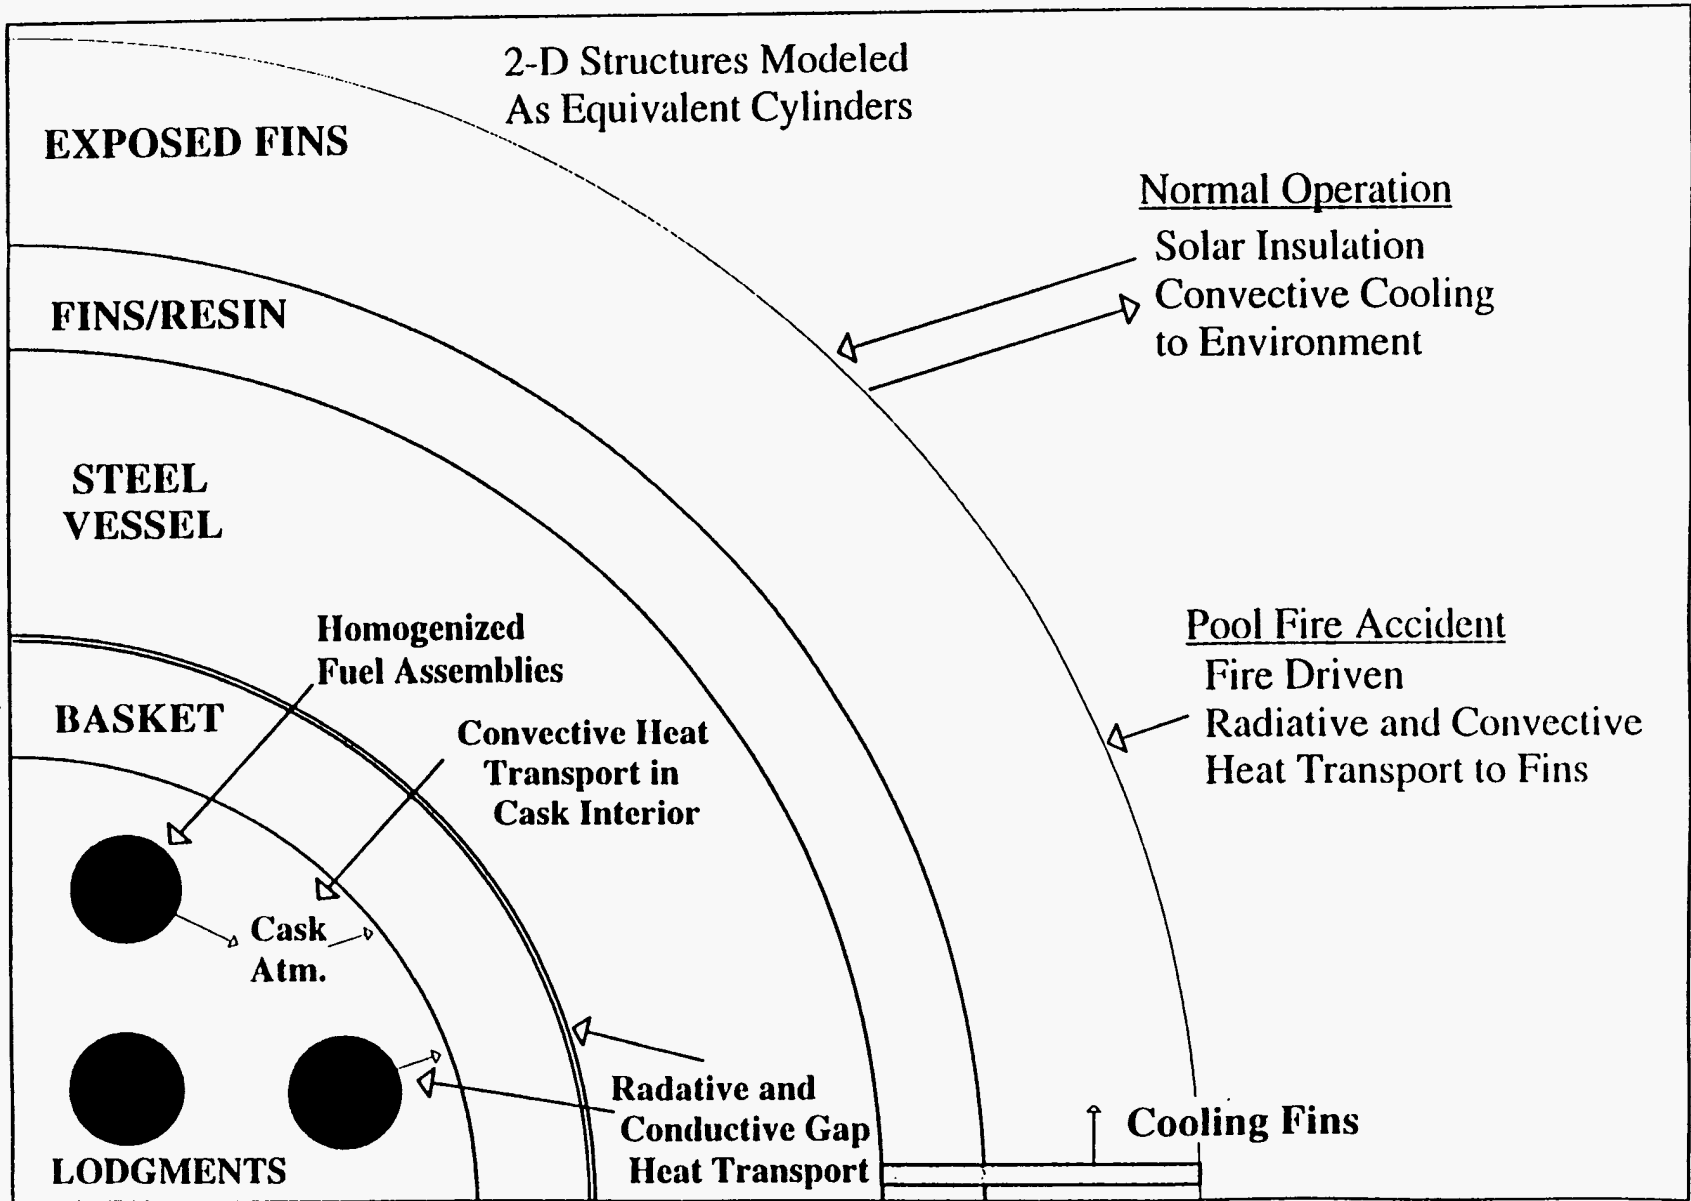 2-D Structures Modeled
As Equivalent Cylinders
EXPOSED FINS
Normal Operation
Solar Insulation
Convective Cooling
to Environment
FINS/RESIN
STEEL
VESSEL
Homogenized
Fuel Assemblies
Pool Fire Accident
Fire Driven
Radiative and Convective
Heat Transport to Fins
BASKET
Convective Heat
Transport in
Cask Interior
Cask
Atm.
Radative and
Conductive Gap
Heat Transport
Cooling Fins
LODGMENTS